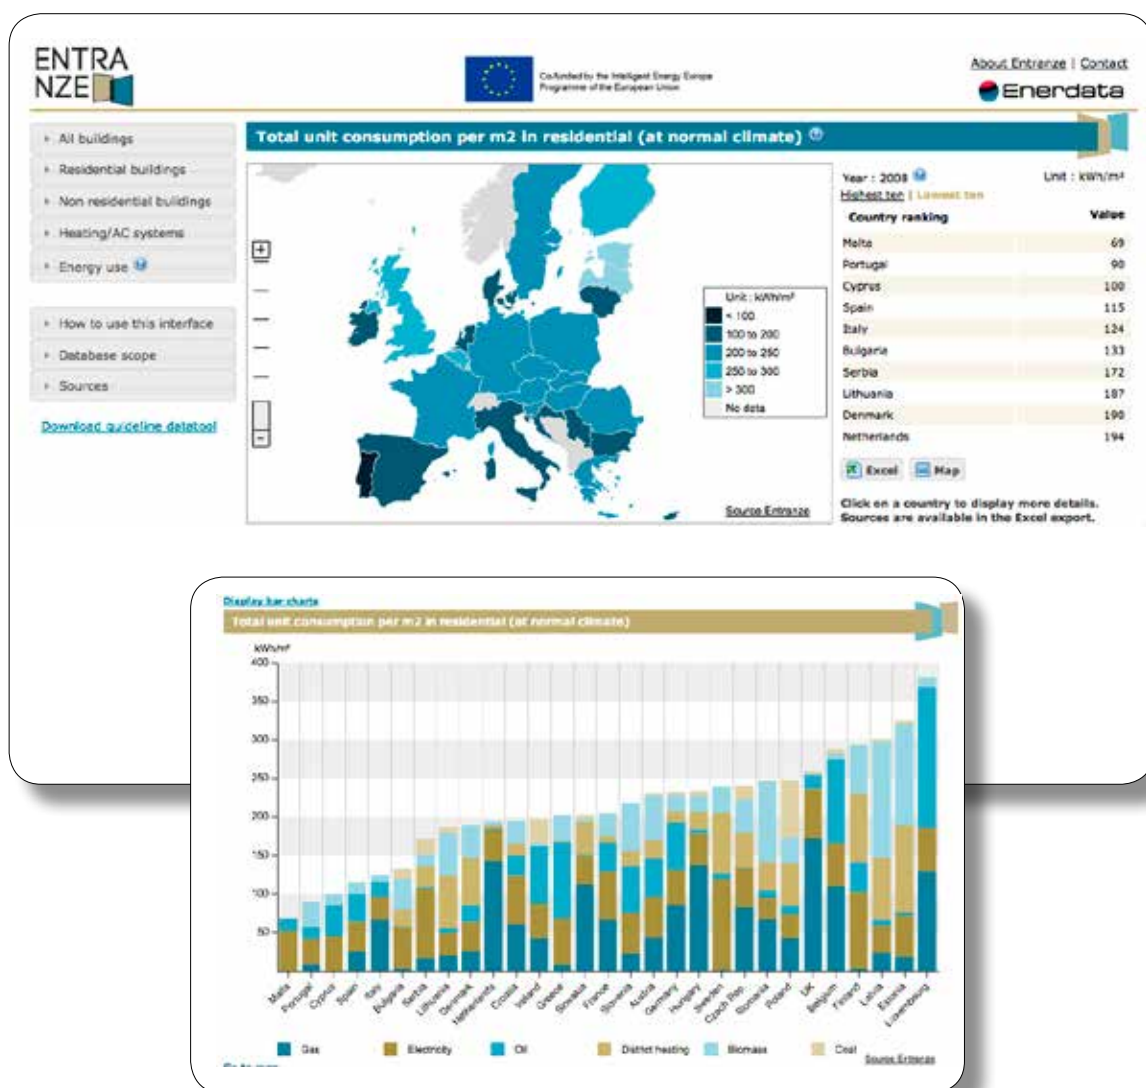 ENTRA
NZE
Co-funded by the Intelligent Energy Europe
Programme of the European Union
About Entranze | Contact
Enerdata
All buildings
Residential buildings
Non residential buildings
Heating/AC systems
Energy use
How to use this interface
Database scope
Sources
Download guideline datatool
Total unit consumption per m2 in residential (at normal climate)
Unit : kWh/m²
< 100
100 to 200
200 to 250
250 to 300
> 300
No data
Source Entranze
Year : 2008 Unit : kWh/m²
Highest ten | Lowest ten
Country ranking Value
Malta 69
Portugal 90
Cyprus 100
Spain 115
Italy 124
Bulgaria 133
Serbia 172
Lithuania 187
Denmark 190
Netherlands 194
Excel Map
Click on a country to display more details.
Sources are available in the Excel export.
Display bar charts
Total unit consumption per m2 in residential (at normal climate)
kWh/m²
400
350
300
250
200
150
100
50
Malta Portugal Cyprus Spain Italy Bulgaria Serbia Lithuania Denmark Netherlands Croatia Ireland Greece Slovakia France Slovenia Austria Germany Hungary Sweden Czech Rep. Romania Poland UK Belgium Finland Latvia Estonia Luxembourg
Gas Electricity Oil District heating Biomass Coal
Source Entranze